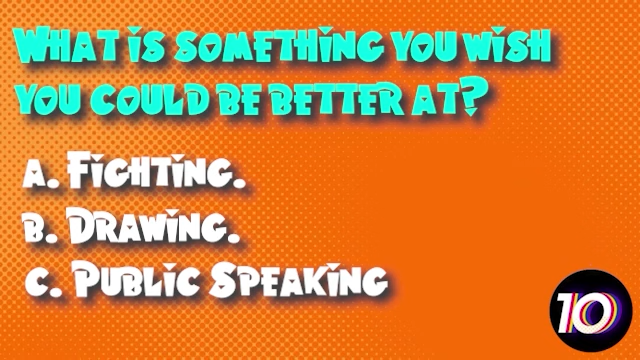 What is something you wish
you could be better at?
a. Fighting.
b. Drawing.
c. Public Speaking
10